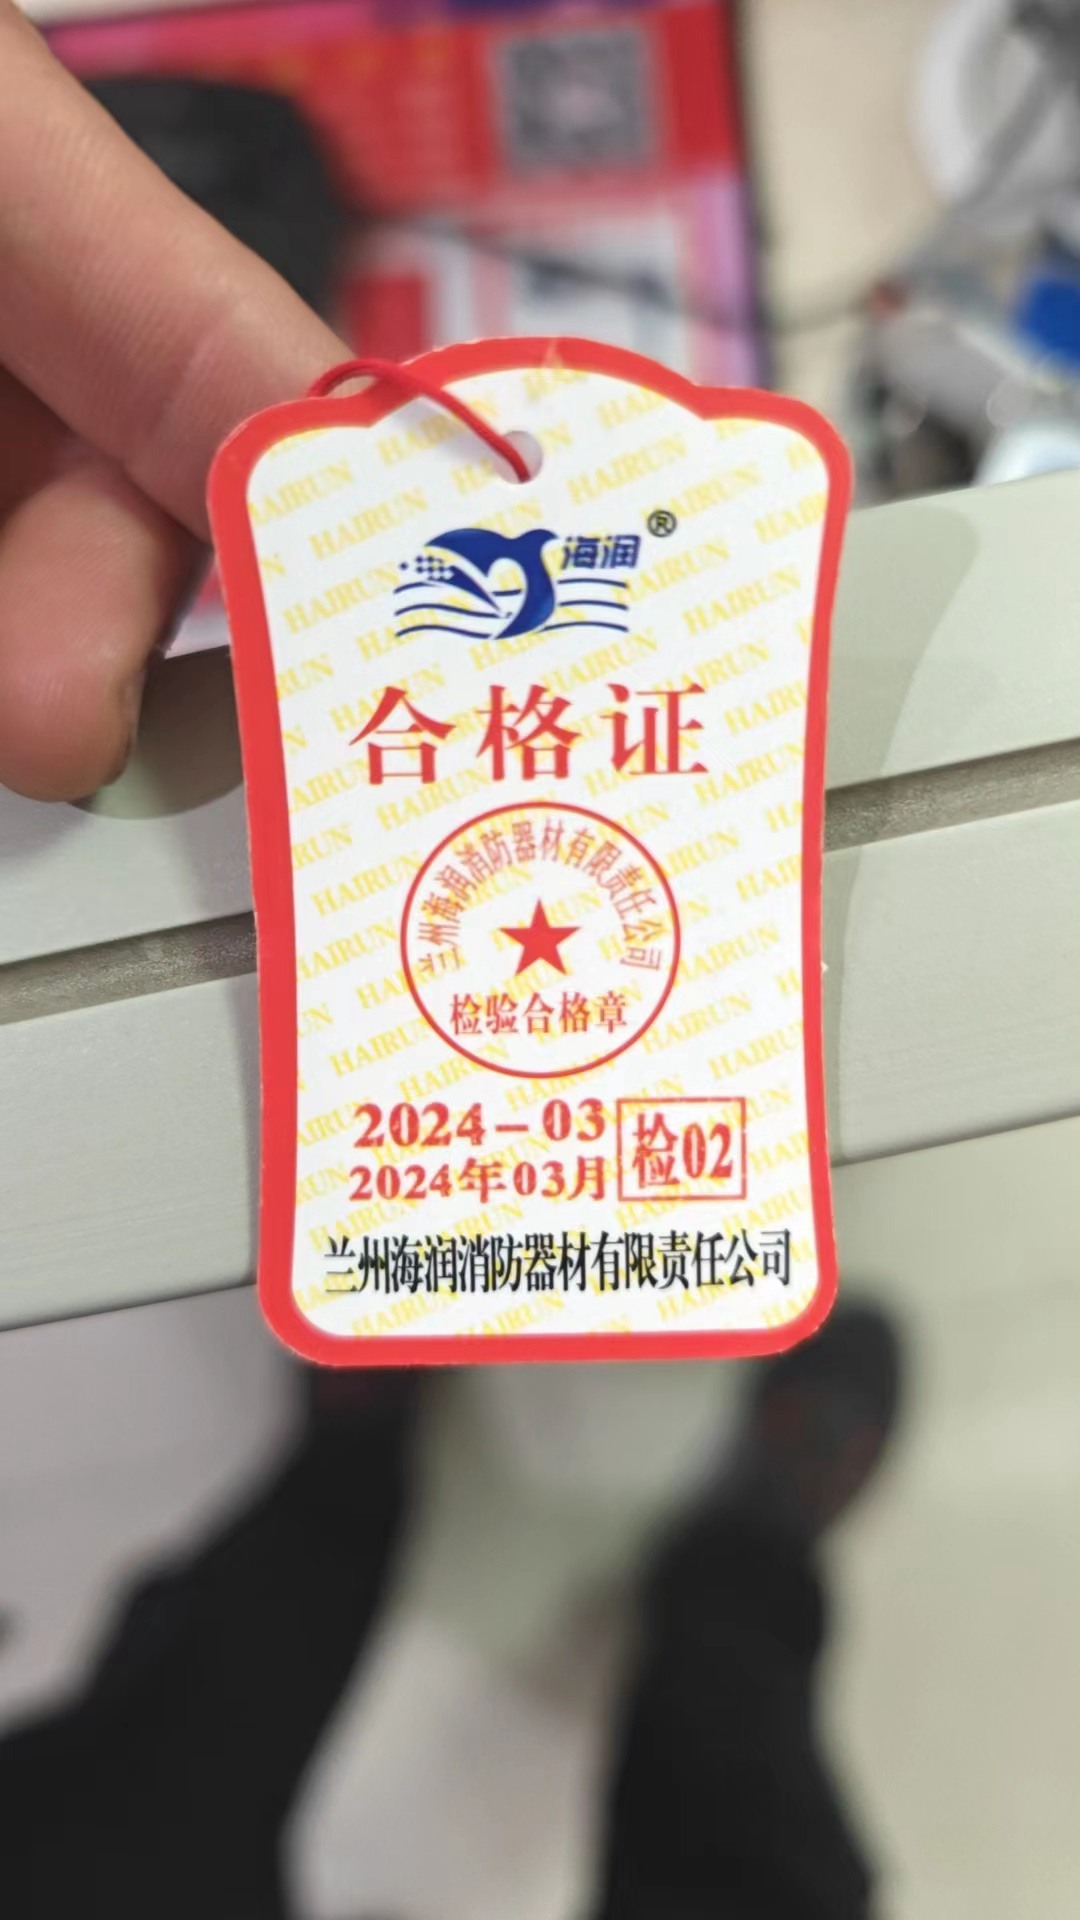 海润®
合格证
兰州海润消防器材有限责任公司
检验合格章
2024-03
2024年03月
检02
兰州海润消防器材有限责任公司
HAIRUN